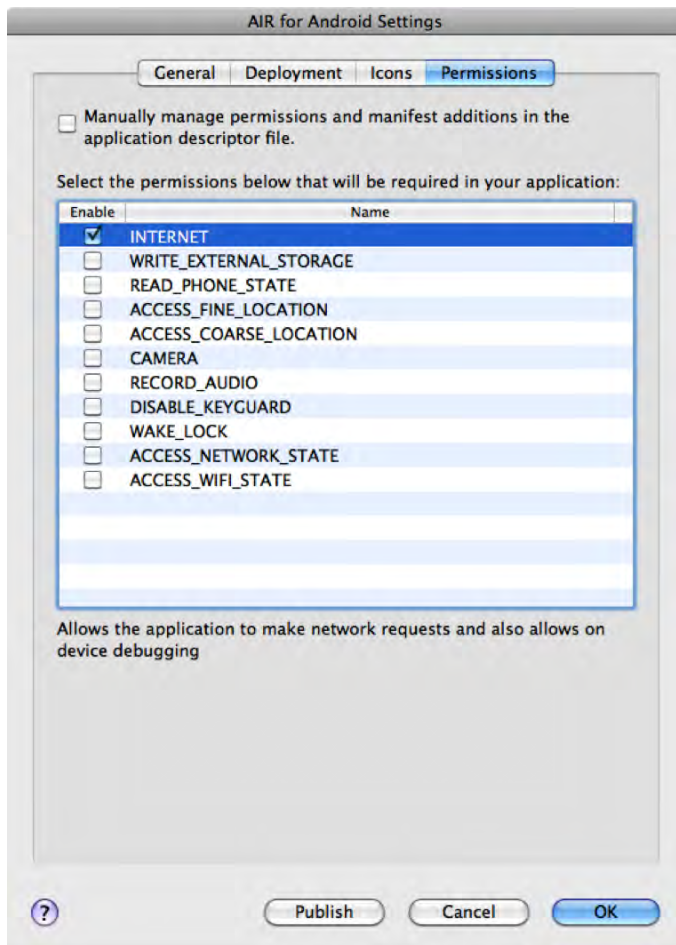 AIR for Android Settings
General Deployment Icons Permissions
Manually manage permissions and manifest additions in the
application descriptor file.
Select the permissions below that will be required in your application:
Enable Name
INTERNET
WRITE_EXTERNAL_STORAGE
READ_PHONE_STATE
ACCESS_FINE_LOCATION
ACCESS_COARSE_LOCATION
CAMERA
RECORD_AUDIO
DISABLE_KEYGUARD
WAKE_LOCK
ACCESS_NETWORK_STATE
ACCESS_WIFI_STATE
Allows the application to make network requests and also allows on
device debugging
? Publish Cancel OK